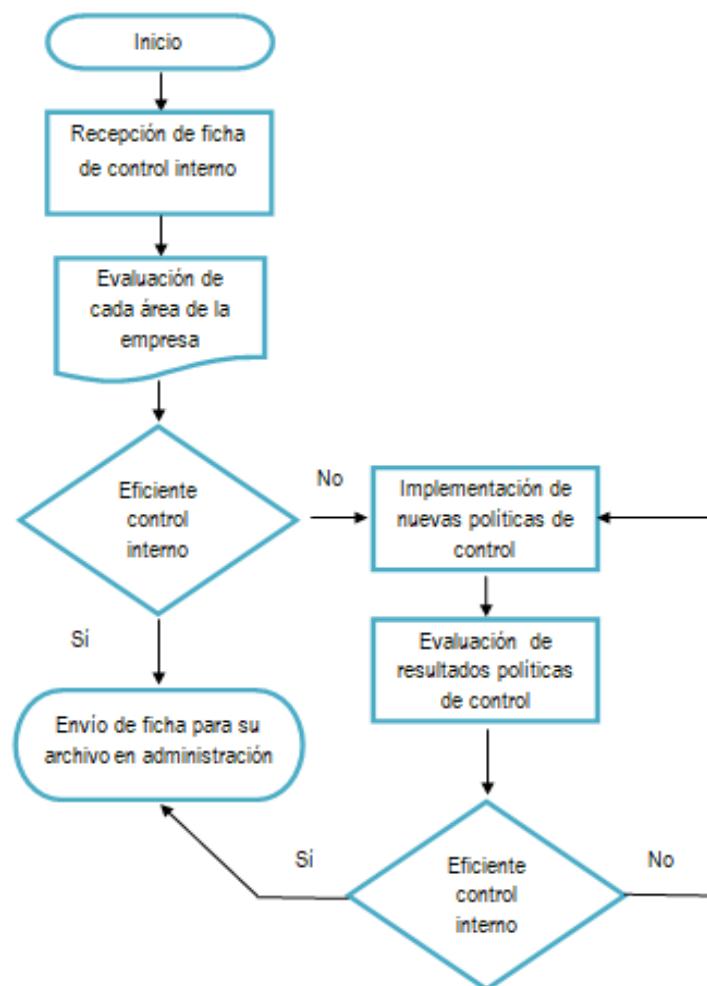 Inicio
Recepción de ficha
de control interno
Evaluación de
cada área de la
empresa
Eficiente
control
interno
No
Implementación de
nuevas políticas de
control
Sí
Evaluación de
resultados políticas
de control
Envío de ficha para su
archivo en administración
Sí
Eficiente
control
interno
No